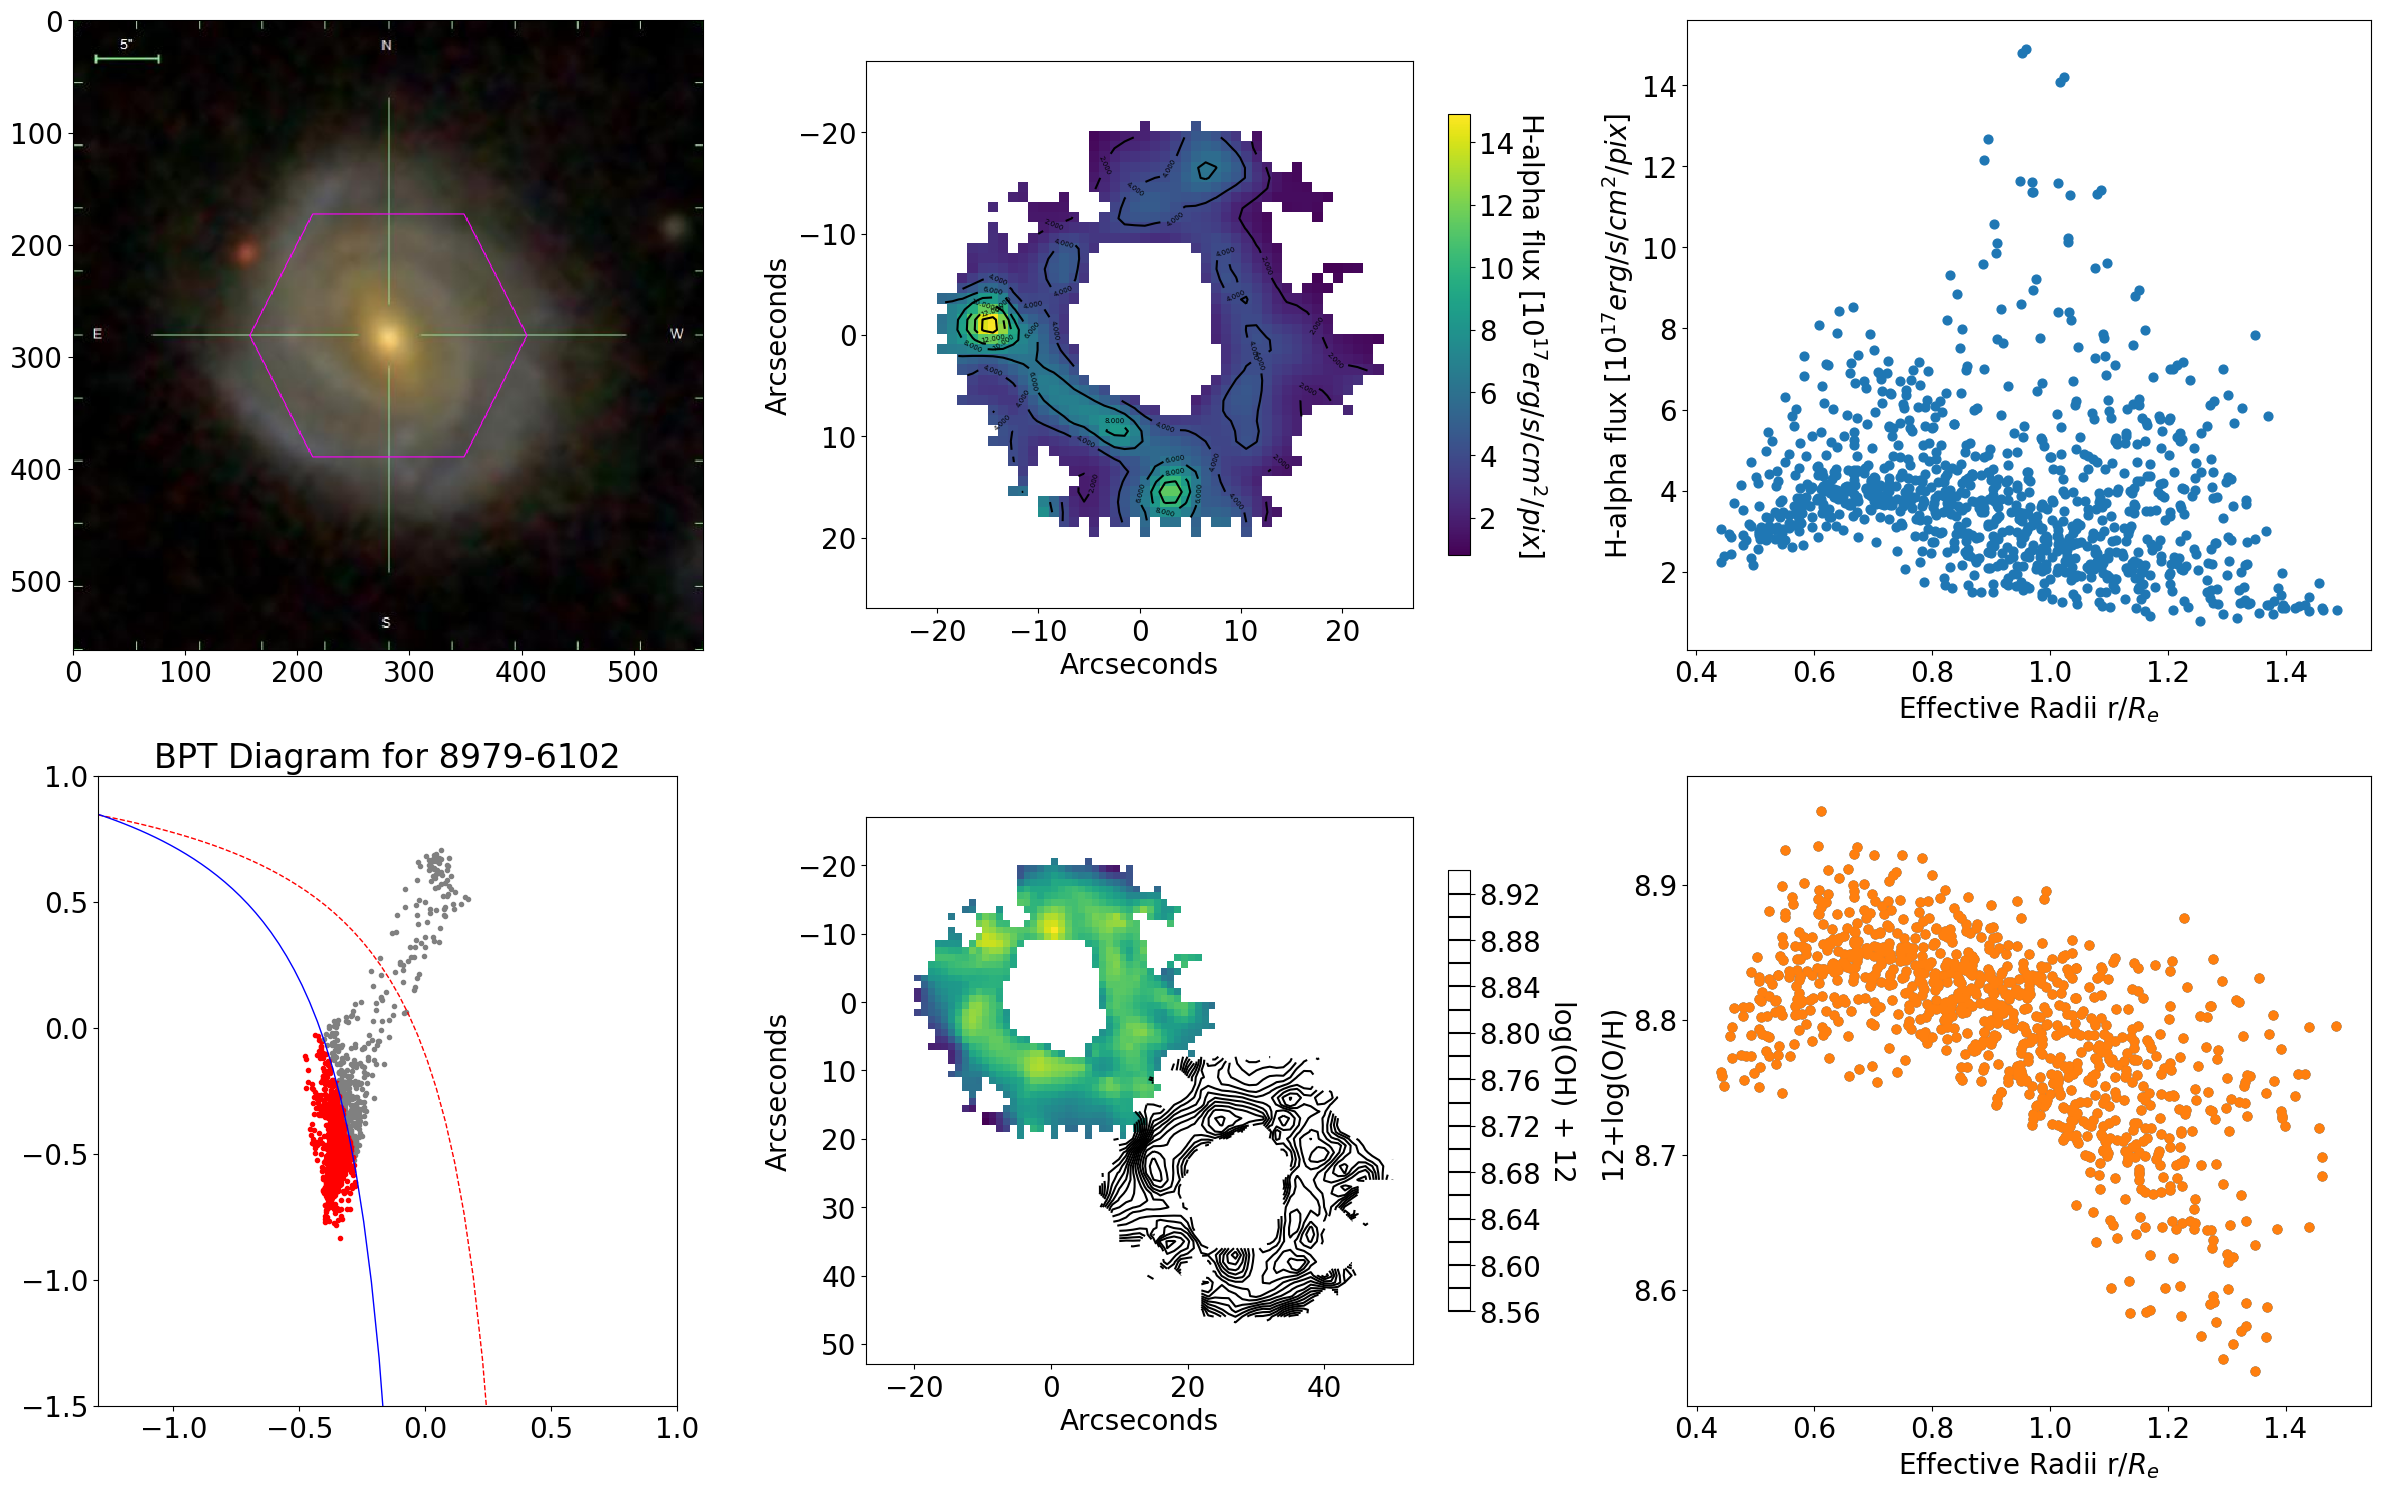 0
100
200
300
400
500
0 100 200 300 400 500
5"
N
E
W
S
−20
−10
0
10
20
Arcseconds
−20 −10 0 10 20
Arcseconds
14
12
10
8
6
4
2
H-alpha flux [10^17 erg/s/cm^2/pix]
H-alpha flux [10^17 erg/s/cm^2/pix]
14
12
10
8
6
4
2
0.4 0.6 0.8 1.0 1.2 1.4
Effective Radii r/R_e
BPT Diagram for 8979-6102
1.0
0.5
0.0
−0.5
−1.0
−1.5
−1.0 −0.5 0.0 0.5 1.0
−20
−10
0
10
20
30
40
50
Arcseconds
−20 0 20 40
Arcseconds
8.92
8.88
8.84
8.80
8.76
8.72
8.68
8.64
8.60
8.56
log(OH) + 12
12+log(O/H)
8.9
8.8
8.7
8.6
0.4 0.6 0.8 1.0 1.2 1.4
Effective Radii r/R_e